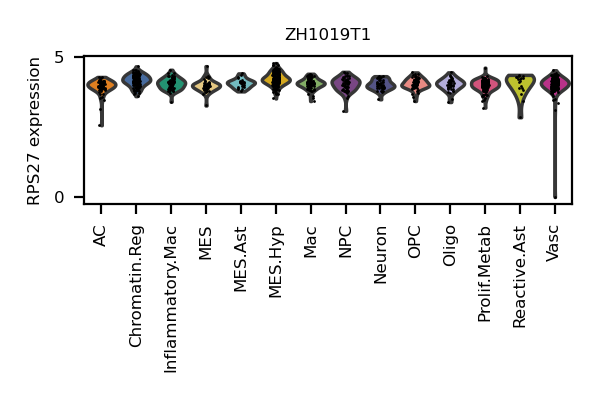 ZH1019T1
RPS27 expression
5
0
AC
Chromatin.Reg
Inflammatory.Mac
MES
MES.Ast
MES.Hyp
Mac
NPC
Neuron
OPC
Oligo
Prolif.Metab
Reactive.Ast
Vasc